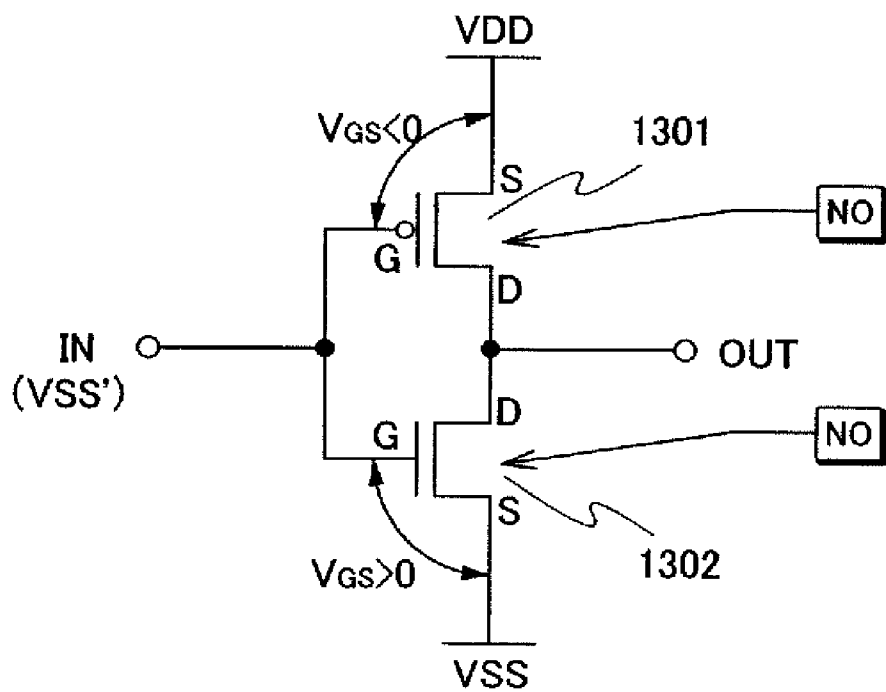 VDD
VGS<0
1301
S
NO
G
D
IN
(VSS')
OUT
D
G
NO
S
VGS>0
1302
VSS